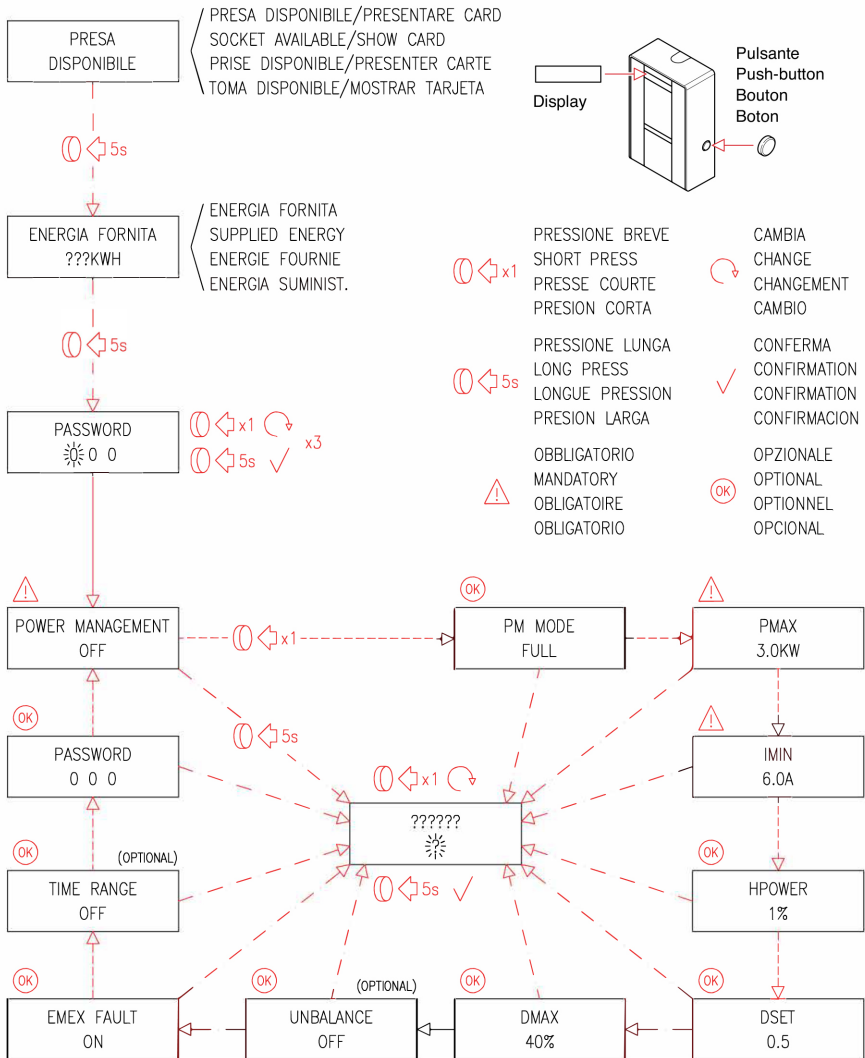 PRESA
DISPONIBILE
PRESA DISPONIBILE/PRESENTARE CARD
SOCKET AVAILABLE/SHOW CARD
PRISE DISPONIBLE/PRESENTER CARTE
TOMA DISPONIBLE/MOSTRAR TARJETA
Display
Pulsante
Push-button
Bouton
Boton
5s
ENERGIA FORNITA
???KWH
ENERGIA FORNITA
SUPPLIED ENERGY
ENERGIE FOURNIE
ENERGIA SUMINIST.
5s
x1
PRESSIONE BREVE
SHORT PRESS
PRESSE COURTE
PRESION CORTA
CAMBIA
CHANGE
CHANGEMENT
CAMBIO
5s
PRESSIONE LUNGA
LONG PRESS
LONGUE PRESSION
PRESION LARGA
CONFERMA
CONFIRMATION
CONFIRMATION
CONFIRMACION
!
OBBLIGATORIO
MANDATORY
OBLIGATOIRE
OBLIGATORIO
OK
OPZIONALE
OPTIONAL
OPTIONNEL
OPCIONAL
PASSWORD
0 0 0
x1
5s
x3
!
POWER MANAGEMENT
OFF
x1
OK
PM MODE
FULL
!
PMAX
3.0KW
OK
PASSWORD
0 0 0
5s
!
IMIN
6.0A
x1
??????
?
5s
OK
(OPTIONAL)
TIME RANGE
OFF
OK
HPOWER
1%
OK
EMEX FAULT
ON
OK
(OPTIONAL)
UNBALANCE
OFF
OK
DMAX
40%
OK
DSET
0.5